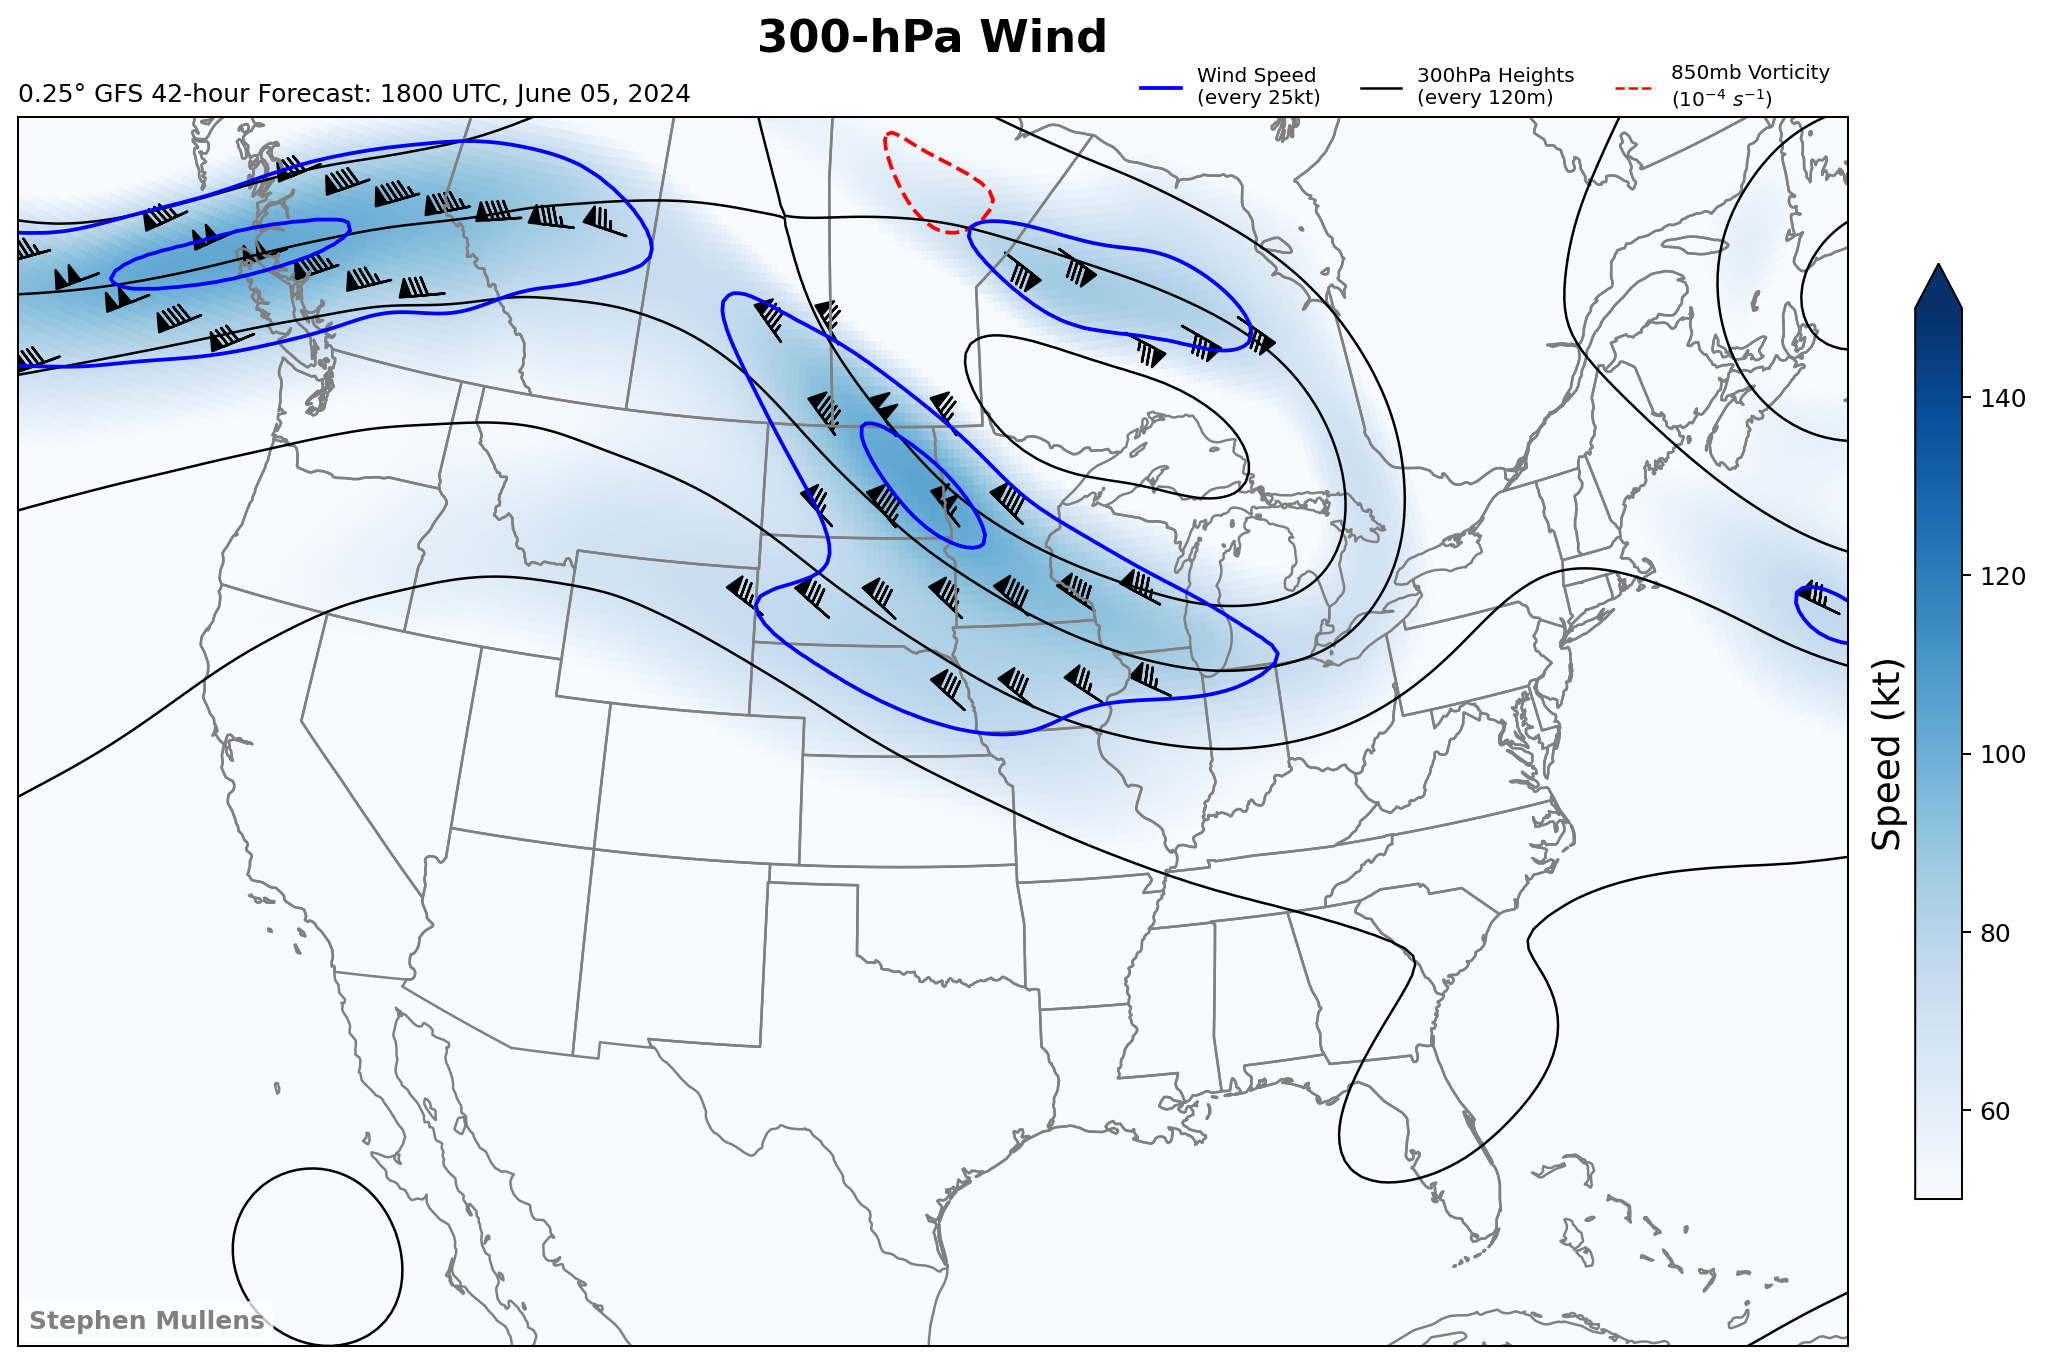 300-hPa Wind
0.25° GFS 42-hour Forecast: 1800 UTC, June 05, 2024
Wind Speed
(every 25kt)
300hPa Heights
(every 120m)
850mb Vorticity
(10⁻⁴ s⁻¹)
140
120
100
80
60
Speed (kt)
Stephen Mullens